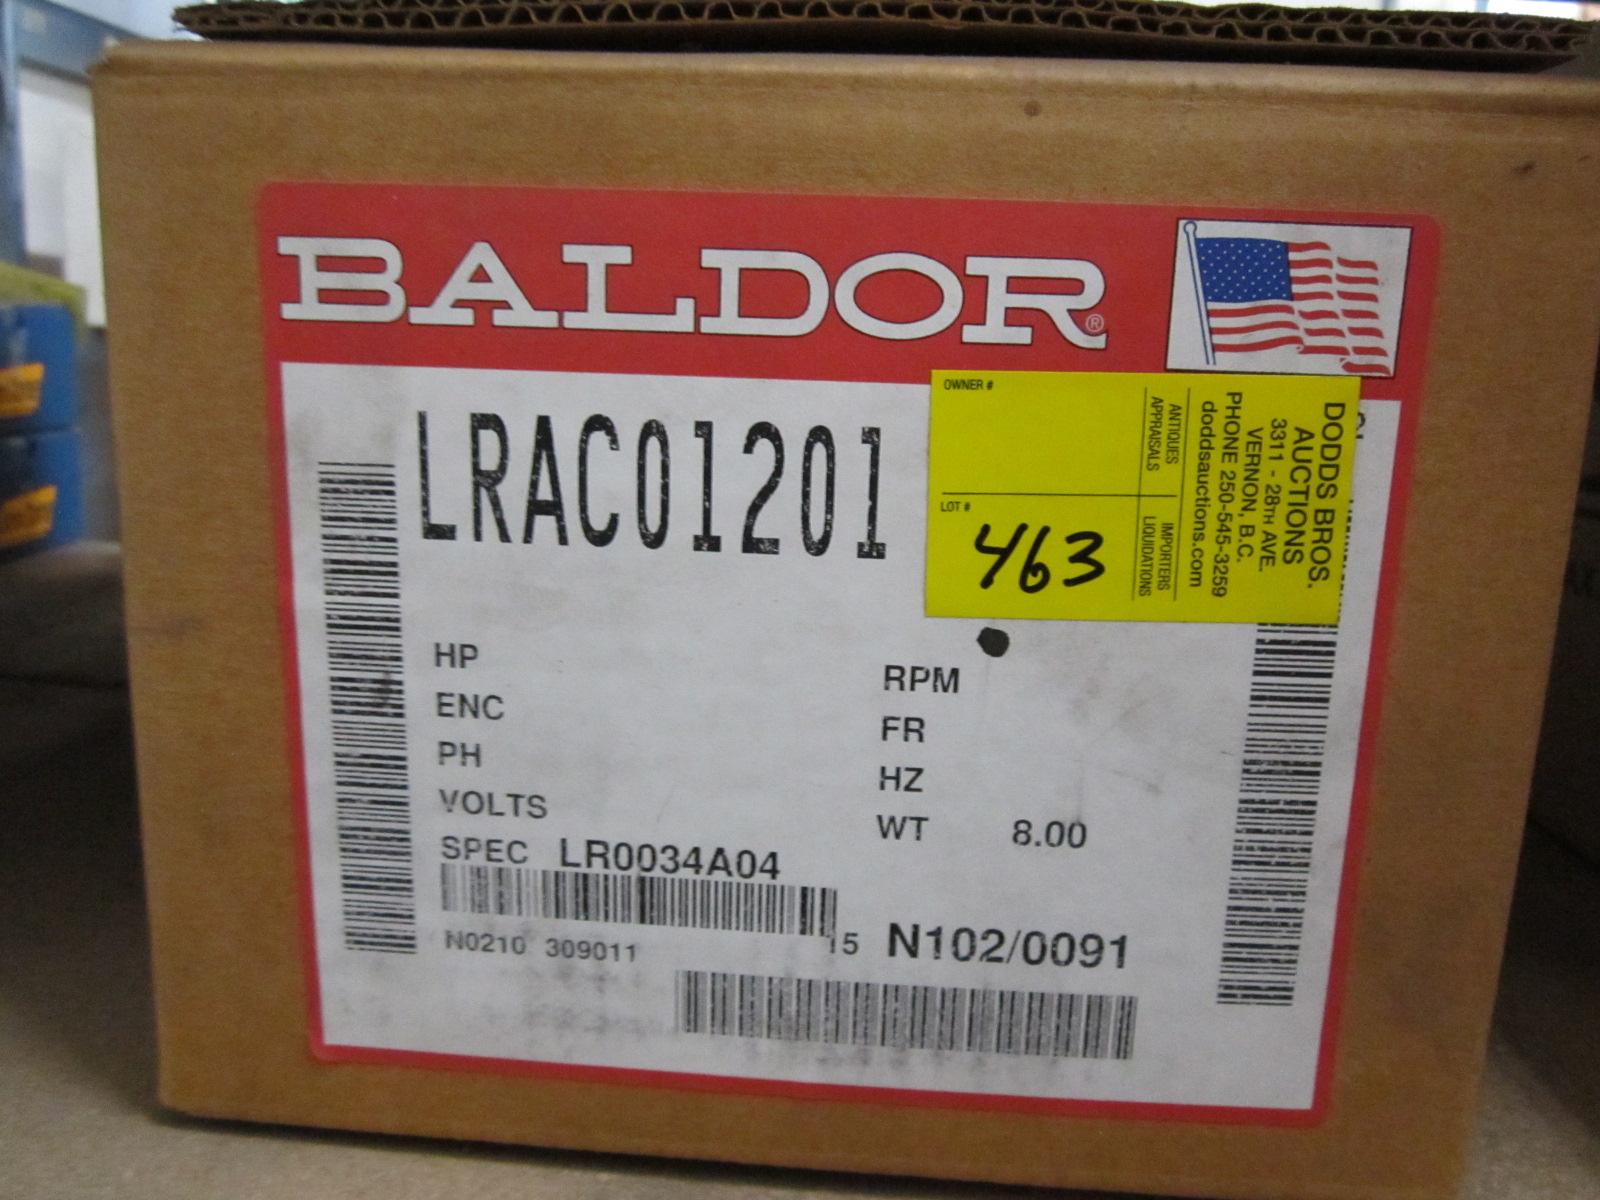 BALDOR®
LRAC01201
OWNER #
LOT #
463
ANTIQUES
APPRAISALS
IMPORTERS
LIQUIDATIONS
DODDS BROS.
AUCTIONS
3311 - 28TH AVE.
VERNON, B.C.
PHONE 250-545-3259
doddsauctions.com
HP
RPM
ENC
FR
PH
HZ
VOLTS
WT 8.00
SPEC LR0034A04
N0210 309011
15 N102/0091